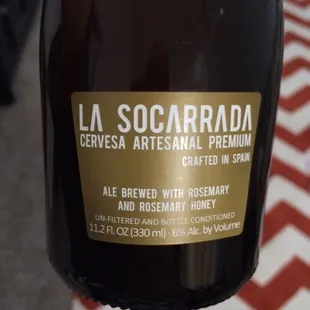 LA SOCARRADA
CERVESA ARTESANAL PREMIUM
CRAFTED IN SPAIN
ALE BREWED WITH ROSEMARY
AND ROSEMARY HONEY
UN-FILTERED AND BOTTLE CONDITIONED
11.2 Fl. OZ (330 ml) · 6% Alc. by Volume